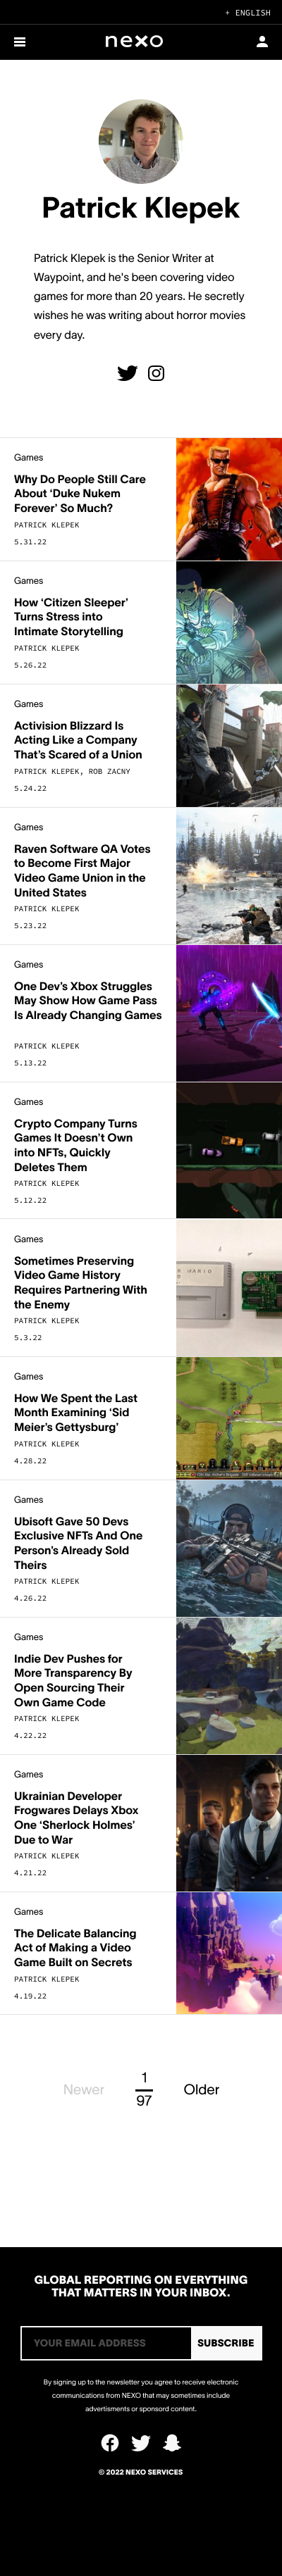 + ENGLISH
nexo
Patrick Klepek
Patrick Klepek is the Senior Writer at
Waypoint, and he's been covering video
games for more than 20 years. He secretly
wishes he was writing about horror movies
every day.
Games
Why Do People Still Care
About ‘Duke Nukem
Forever’ So Much?
PATRICK KLEPEK
5.31.22
Games
How ‘Citizen Sleeper’
Turns Stress into
Intimate Storytelling
PATRICK KLEPEK
5.26.22
Games
Activision Blizzard Is
Acting Like a Company
That’s Scared of a Union
PATRICK KLEPEK, ROB ZACNY
5.24.22
Games
Raven Software QA Votes
to Become First Major
Video Game Union in the
United States
PATRICK KLEPEK
5.23.22
Games
One Dev’s Xbox Struggles
May Show How Game Pass
Is Already Changing Games
PATRICK KLEPEK
5.13.22
Games
Crypto Company Turns
Games It Doesn't Own
into NFTs, Quickly
Deletes Them
PATRICK KLEPEK
5.12.22
Games
Sometimes Preserving
Video Game History
Requires Partnering With
the Enemy
PATRICK KLEPEK
5.3.22
Games
How We Spent the Last
Month Examining ‘Sid
Meier’s Gettysburg’
PATRICK KLEPEK
4.28.22
Games
Ubisoft Gave 50 Devs
Exclusive NFTs And One
Person’s Already Sold
Theirs
PATRICK KLEPEK
4.26.22
Games
Indie Dev Pushes for
More Transparency By
Open Sourcing Their
Own Game Code
PATRICK KLEPEK
4.22.22
Games
Ukrainian Developer
Frogwares Delays Xbox
One ‘Sherlock Holmes’
Due to War
PATRICK KLEPEK
4.21.22
Games
The Delicate Balancing
Act of Making a Video
Game Built on Secrets
PATRICK KLEPEK
4.19.22
Newer
1
97
Older
GLOBAL REPORTING ON EVERYTHING
THAT MATTERS IN YOUR INBOX.
YOUR EMAIL ADDRESS
SUBSCRIBE
By signing up to the newsletter you agree to receive electronic
communications from NEXO that may sometimes include
advertisments or sponsord content.
© 2022 NEXO SERVICES